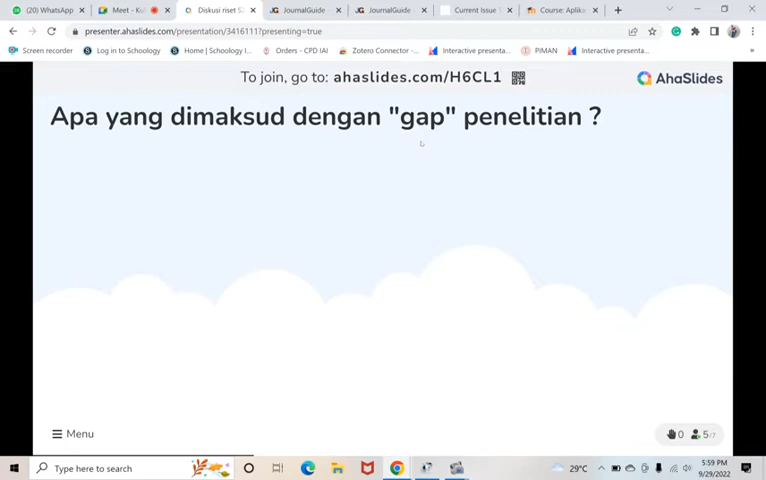 (20) WhatsApp
Meet - Ku
Diskusi riset S
JournalGuide
JournalGuide
Current Issue
Course: Aplika
presenter.ahaslides.com/presentation/3416111?presenting=true
Screen recorder
Log in to Schoology
Home | Schoology I...
Orders - CPD IAI
Zotero Connector -...
Interactive presenta...
PIMAN
Interactive presenta...
To join, go to: ahaslides.com/H6CL1
AhaSlides
Apa yang dimaksud dengan "gap" penelitian ?
Menu
0
5/7
Type here to search
29°C
5:59 PM
9/29/2022